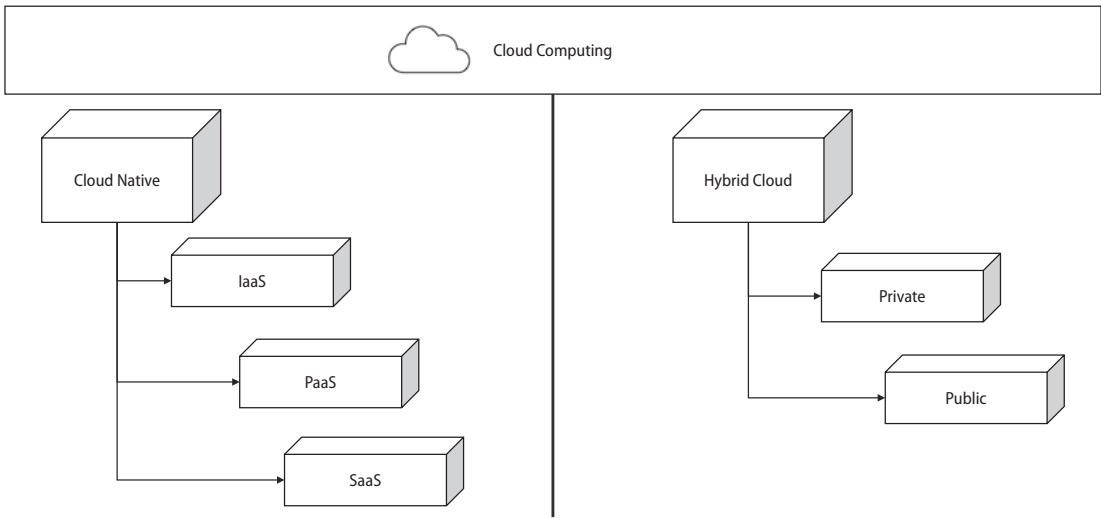 Cloud Computing
Cloud Native
IaaS
PaaS
SaaS
Hybrid Cloud
Private
Public